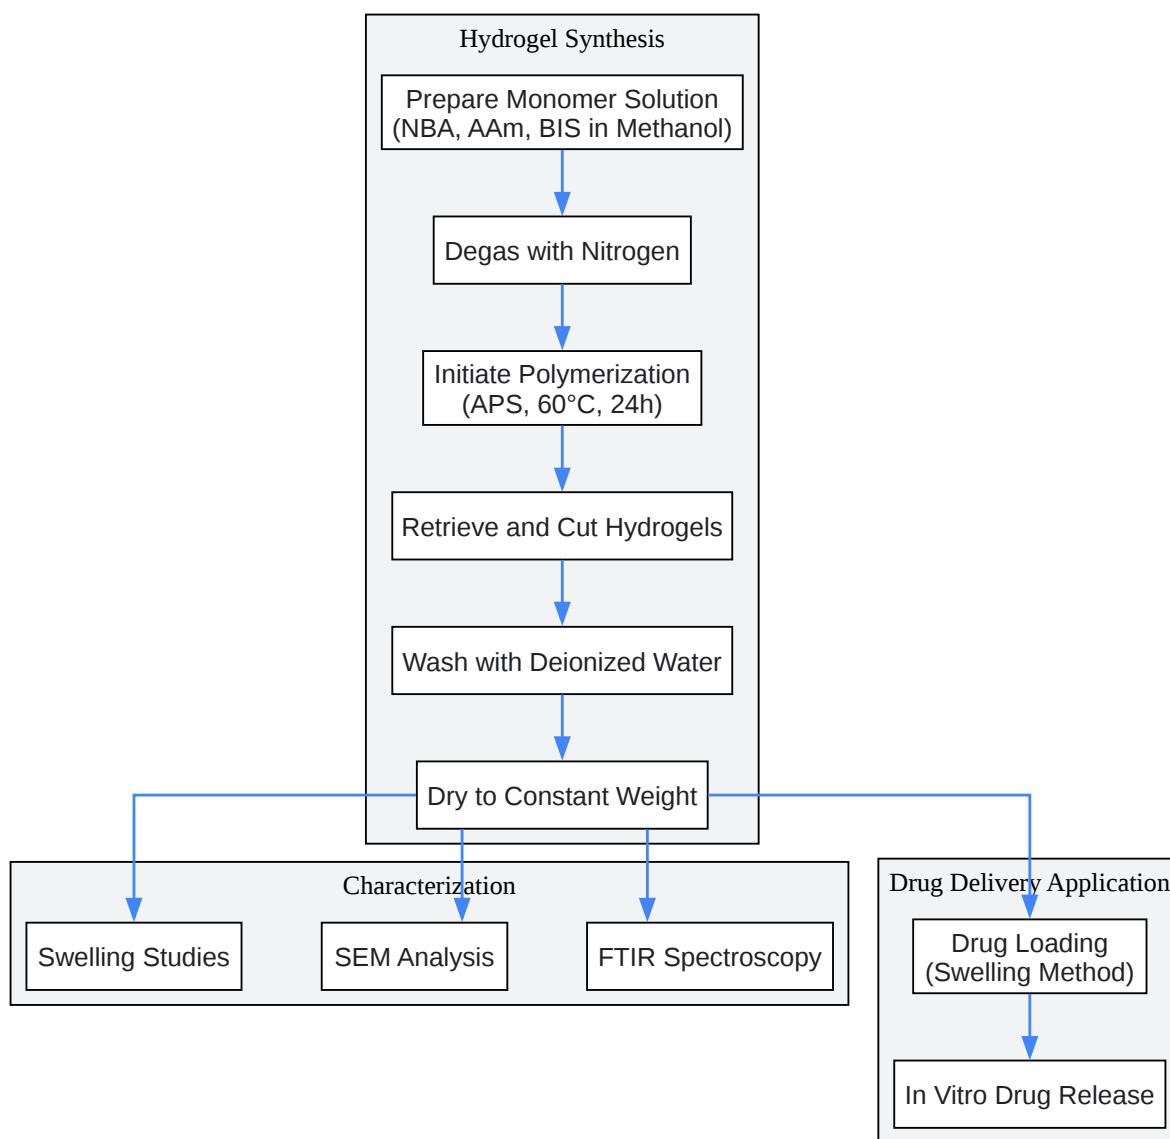 Hydrogel Synthesis
Prepare Monomer Solution
(NBA, AAm, BIS in Methanol)
Degas with Nitrogen
Initiate Polymerization
(APS, 60°C, 24h)
Retrieve and Cut Hydrogels
Wash with Deionized Water
Dry to Constant Weight
Characterization
Swelling Studies
SEM Analysis
FTIR Spectroscopy
Drug Delivery Application
Drug Loading
(Swelling Method)
In Vitro Drug Release